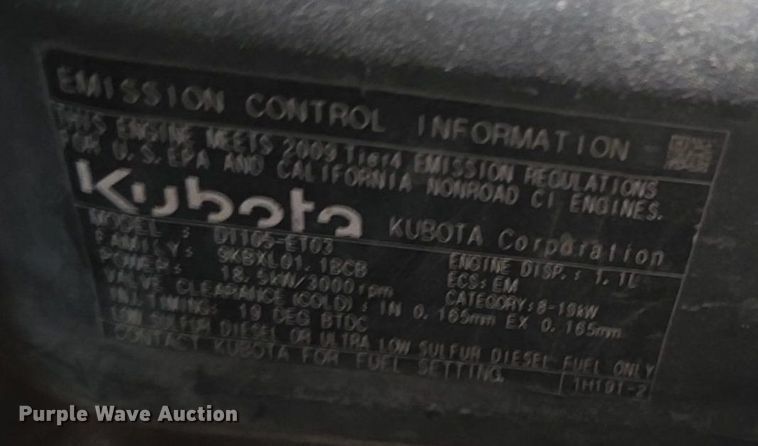 EMISSION CONTROL INFORMATION
THIS ENGINE MEETS 2009 Tier4 EMISSION REGULATIONS
FOR U.S. EPA AND CALIFORNIA NONROAD CI ENGINES.
Kubota KUBOTA Corporation
MODEL : D1105-ET03 ENGINE DISP.: 1.1L
FAMILY: 9KBXL01.1BCB ECS: EM
POWER: 18.5kW/3000rpm CATEGORY: 8-19kW
VALVE CLEARANCE (COLD): IN 0.165mm EX 0.165mm
INJ. TIMING: 19 DEG BTDC
LOW SULFUR DIESEL OR ULTRA LOW SULFUR DIESEL FUEL ONLY
CONTACT KUBOTA FOR FUEL SETTING.
1H191-2
Purple Wave Auction